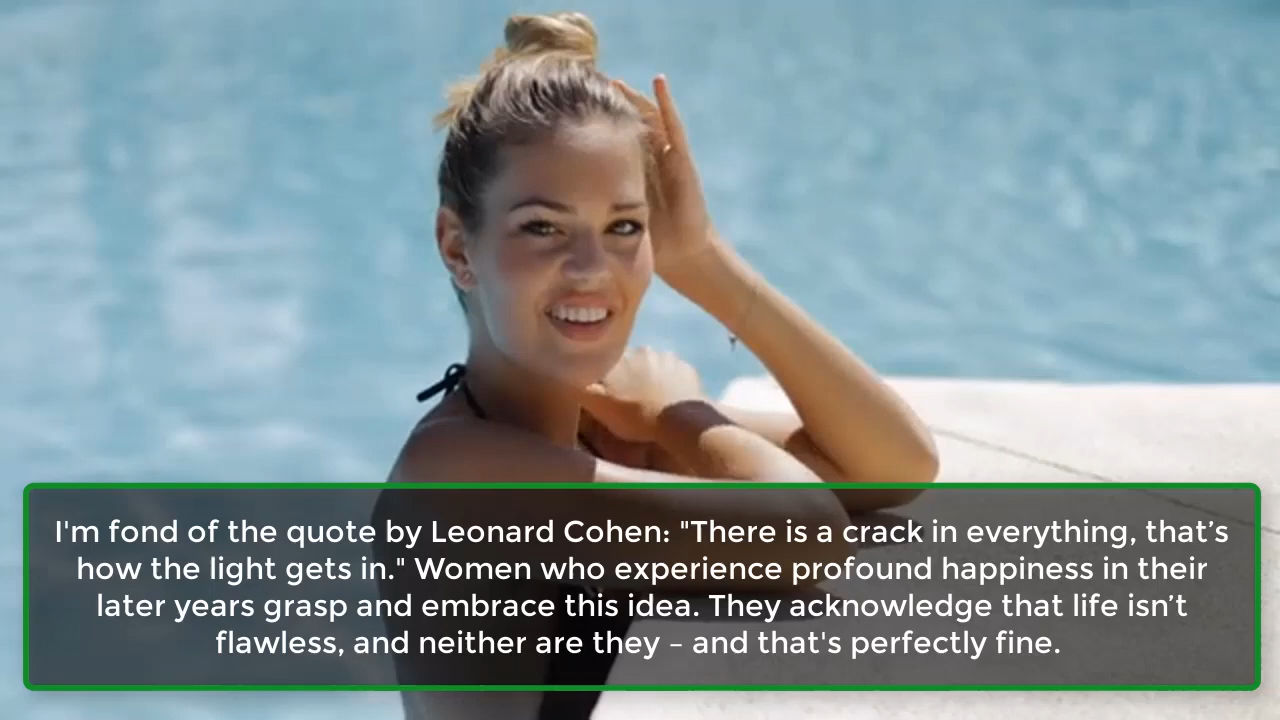 I'm fond of the quote by Leonard Cohen: "There is a crack in everything, that’s
how the light gets in." Women who experience profound happiness in their
later years grasp and embrace this idea. They acknowledge that life isn’t
flawless, and neither are they – and that's perfectly fine.